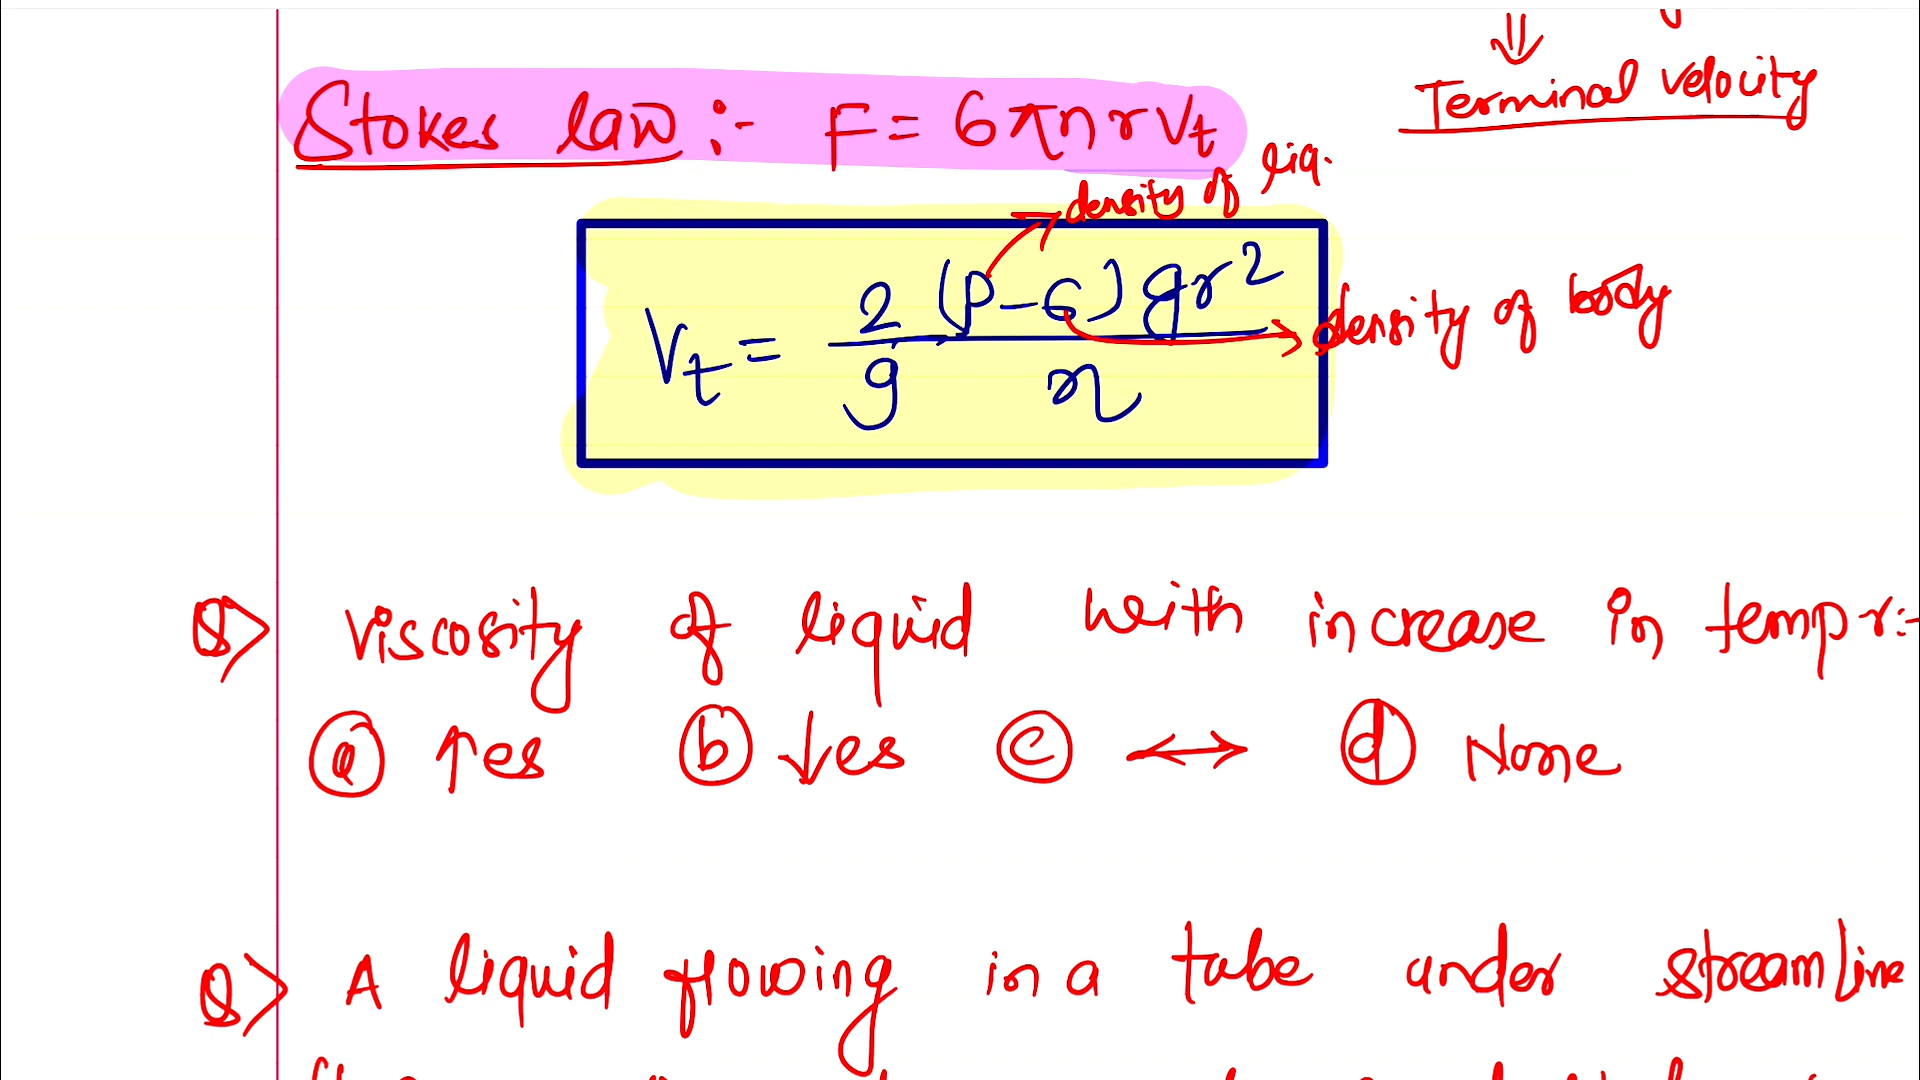 Terminal velocity
Stokes law :- F = 6πηrVt
density of liq.
Vt = 2/9 (ρ-σ)gr²/η
density of body
Q> Viscosity of liquid with increase in tempr:-
(a) ↑es (b) ↓es (c) ↔ (d) None
Q> A liquid flowing in a tube under streamline